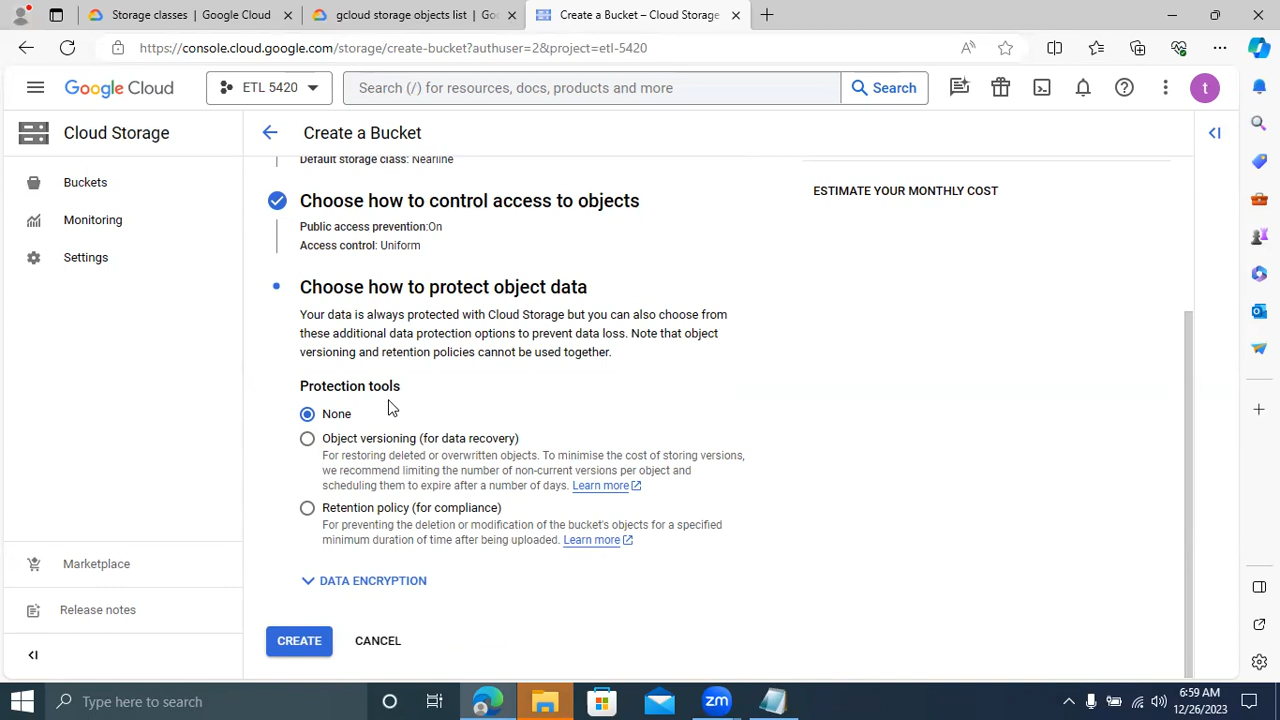 Storage classes | Google Cloud
gcloud storage objects list | Goo
Create a Bucket – Cloud Storage
https://console.cloud.google.com/storage/create-bucket?authuser=2&project=etl-5420
Google Cloud
ETL 5420
Search (/) for resources, docs, products and more
Search
t
Cloud Storage
Create a Bucket
Buckets
Monitoring
Settings
Marketplace
Release notes
Default storage class: Nearline
Choose how to control access to objects
Public access prevention:On
Access control: Uniform
Choose how to protect object data
Your data is always protected with Cloud Storage but you can also choose from
these additional data protection options to prevent data loss. Note that object
versioning and retention policies cannot be used together.
Protection tools
None
Object versioning (for data recovery)
For restoring deleted or overwritten objects. To minimise the cost of storing versions,
we recommend limiting the number of non-current versions per object and
scheduling them to expire after a number of days. Learn more
Retention policy (for compliance)
For preventing the deletion or modification of the bucket's objects for a specified
minimum duration of time after being uploaded. Learn more
DATA ENCRYPTION
CREATE
CANCEL
ESTIMATE YOUR MONTHLY COST
Type here to search
zm
6:59 AM
12/26/2023